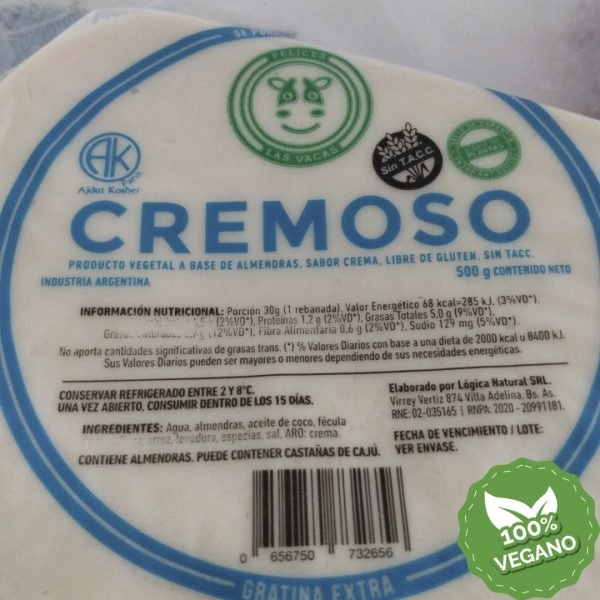 SE PU
FELICES
LAS VACAS
AK
Parve
Ajdut Kosher
Sin T.A.C.C.
PLANTAS
CREMOSO
PRODUCTO VEGETAL A BASE DE ALMENDRAS, SABOR CREMA, LIBRE DE GLUTEN. SIN TACC.
INDUSTRIA ARGENTINA
500 g CONTENIDO NETO
INFORMACIÓN NUTRICIONAL: Porción 30g (1 rebanada). Valor Energético 68 kcal=285 kJ. (3%VD*).
(2%VD*), Proteínas 1,2 g (2%VD*), Grasas Totales 5,0 g (9%VD*),
(12%VD*), Fibra Alimentaria 0,6 g (2%VD*), Sodio 129 mg (5%VD*).
No aporta cantidades significativas de grasas trans. (*) % Valores Diarios con base a una dieta de 2000 kcal u 8400 kJ.
Sus Valores Diarios pueden ser mayores o menores dependiendo de sus necesidades energéticas.
CONSERVAR REFRIGERADO ENTRE 2 Y 8°C.
UNA VEZ ABIERTO, CONSUMIR DENTRO DE LOS 15 DÍAS.
INGREDIENTES: Agua, almendras, aceite de coco, fécula
arroz, levadura, especias, sal, ARO: crema.
CONTIENE ALMENDRAS. PUEDE CONTENER CASTAÑAS DE CAJÚ.
Elaborado por Lógica Natural SRL.
Virrey Vertiz 874 Villa Adelina, Bs. As.
RNE: 02-035165 | RNPA: 2020 - 20991181.
FECHA DE VENCIMIENTO / LOTE:
VER ENVASE.
0 656750 732656
GRATINA EXTRA
100%
VEGANO